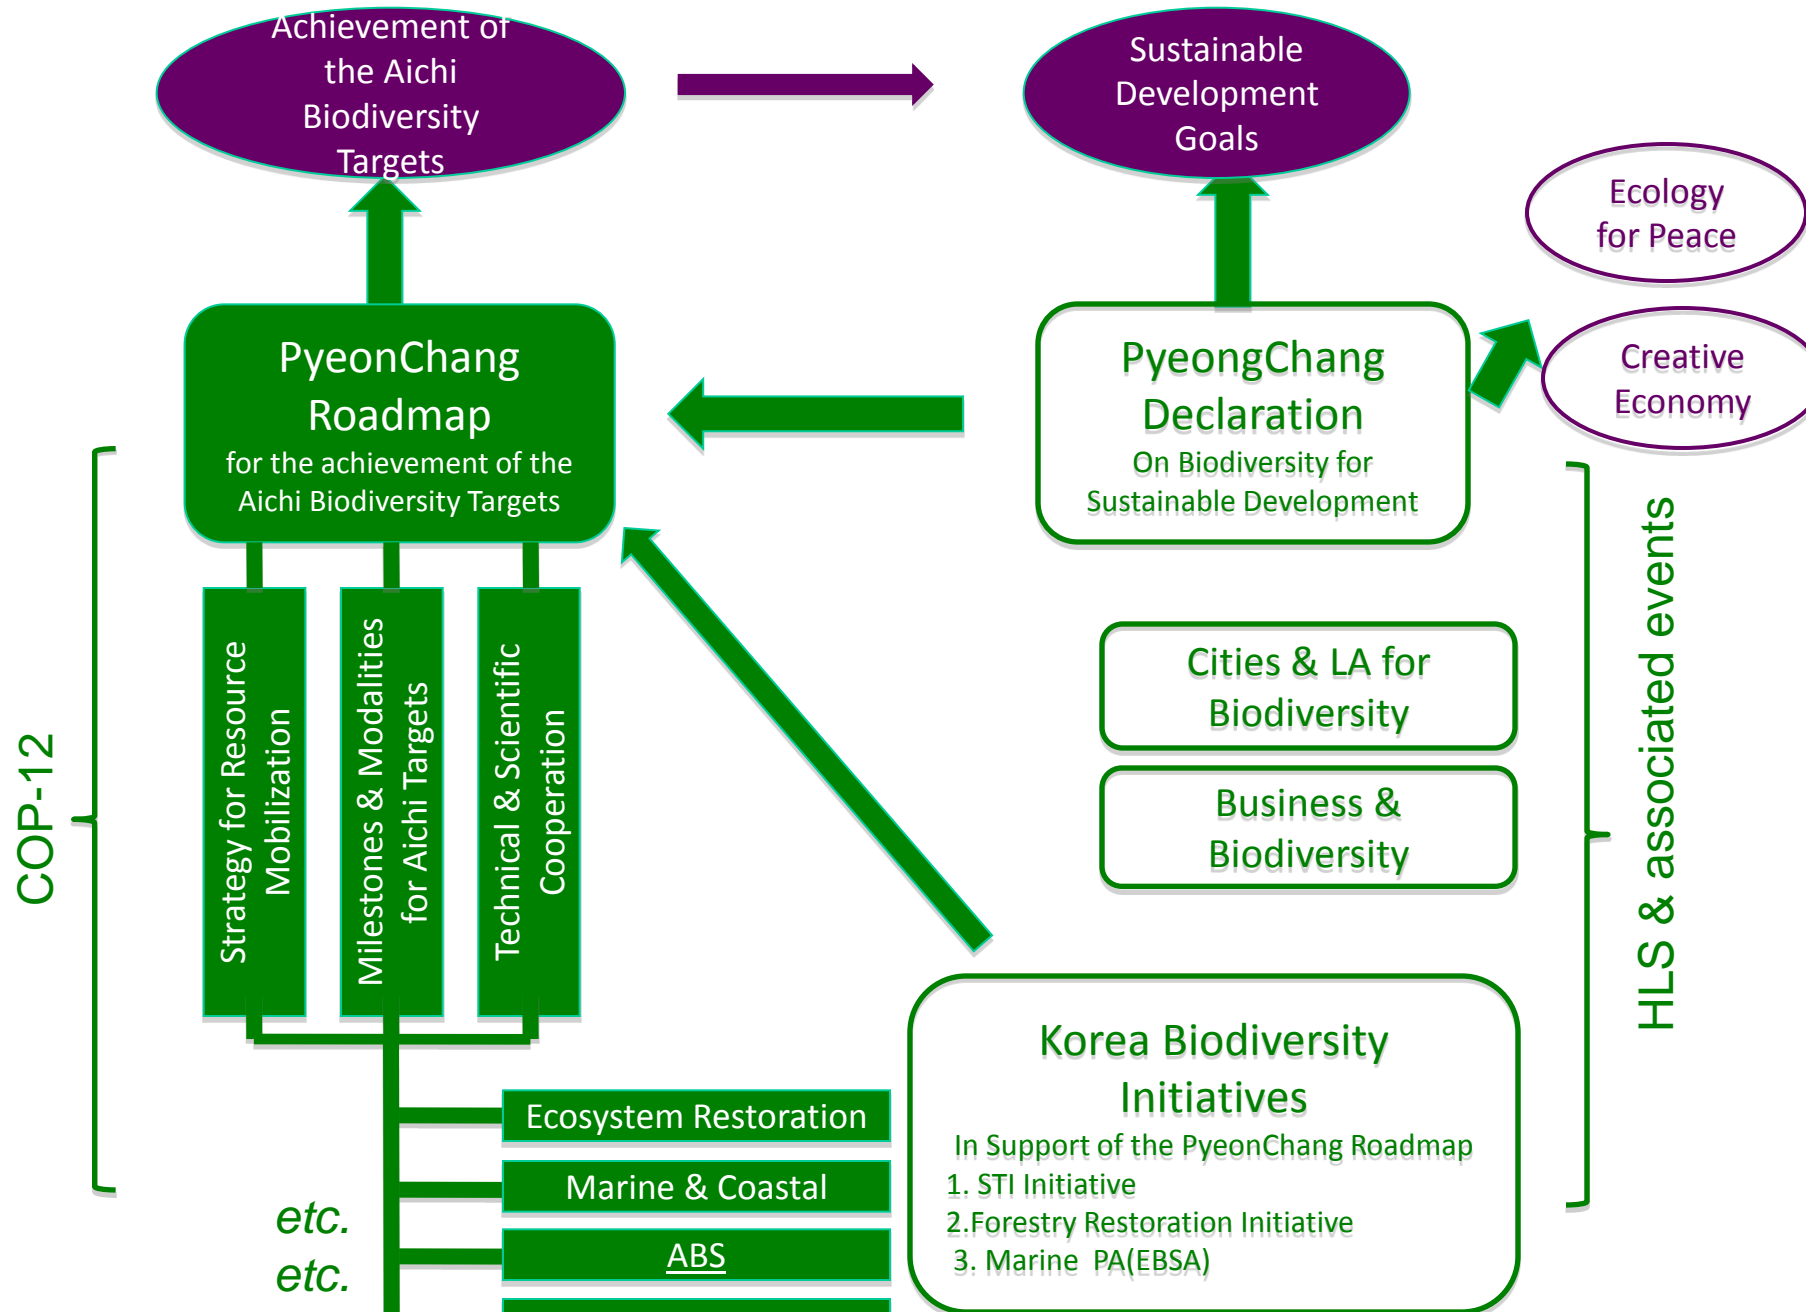 Achievement of
the Aichi
Biodiversity
Targets
Sustainable
Development
Goals
Ecology
for Peace
Creative
Economy
PyeonChang
Roadmap
for the achievement of the
Aichi Biodiversity Targets
PyeongChang
Declaration
On Biodiversity for
Sustainable Development
COP-12
Strategy for Resource
Mobilization
Milestones & Modalities
for Aichi Targets
Technical & Scientific
Cooperation
Cities & LA for
Biodiversity
Business &
Biodiversity
HLS & associated events
Ecosystem Restoration
Marine & Coastal
ABS
etc.
etc.
Korea Biodiversity
Initiatives
In Support of the PyeonChang Roadmap
1. STI Initiative
2.Forestry Restoration Initiative
3. Marine PA(EBSA)